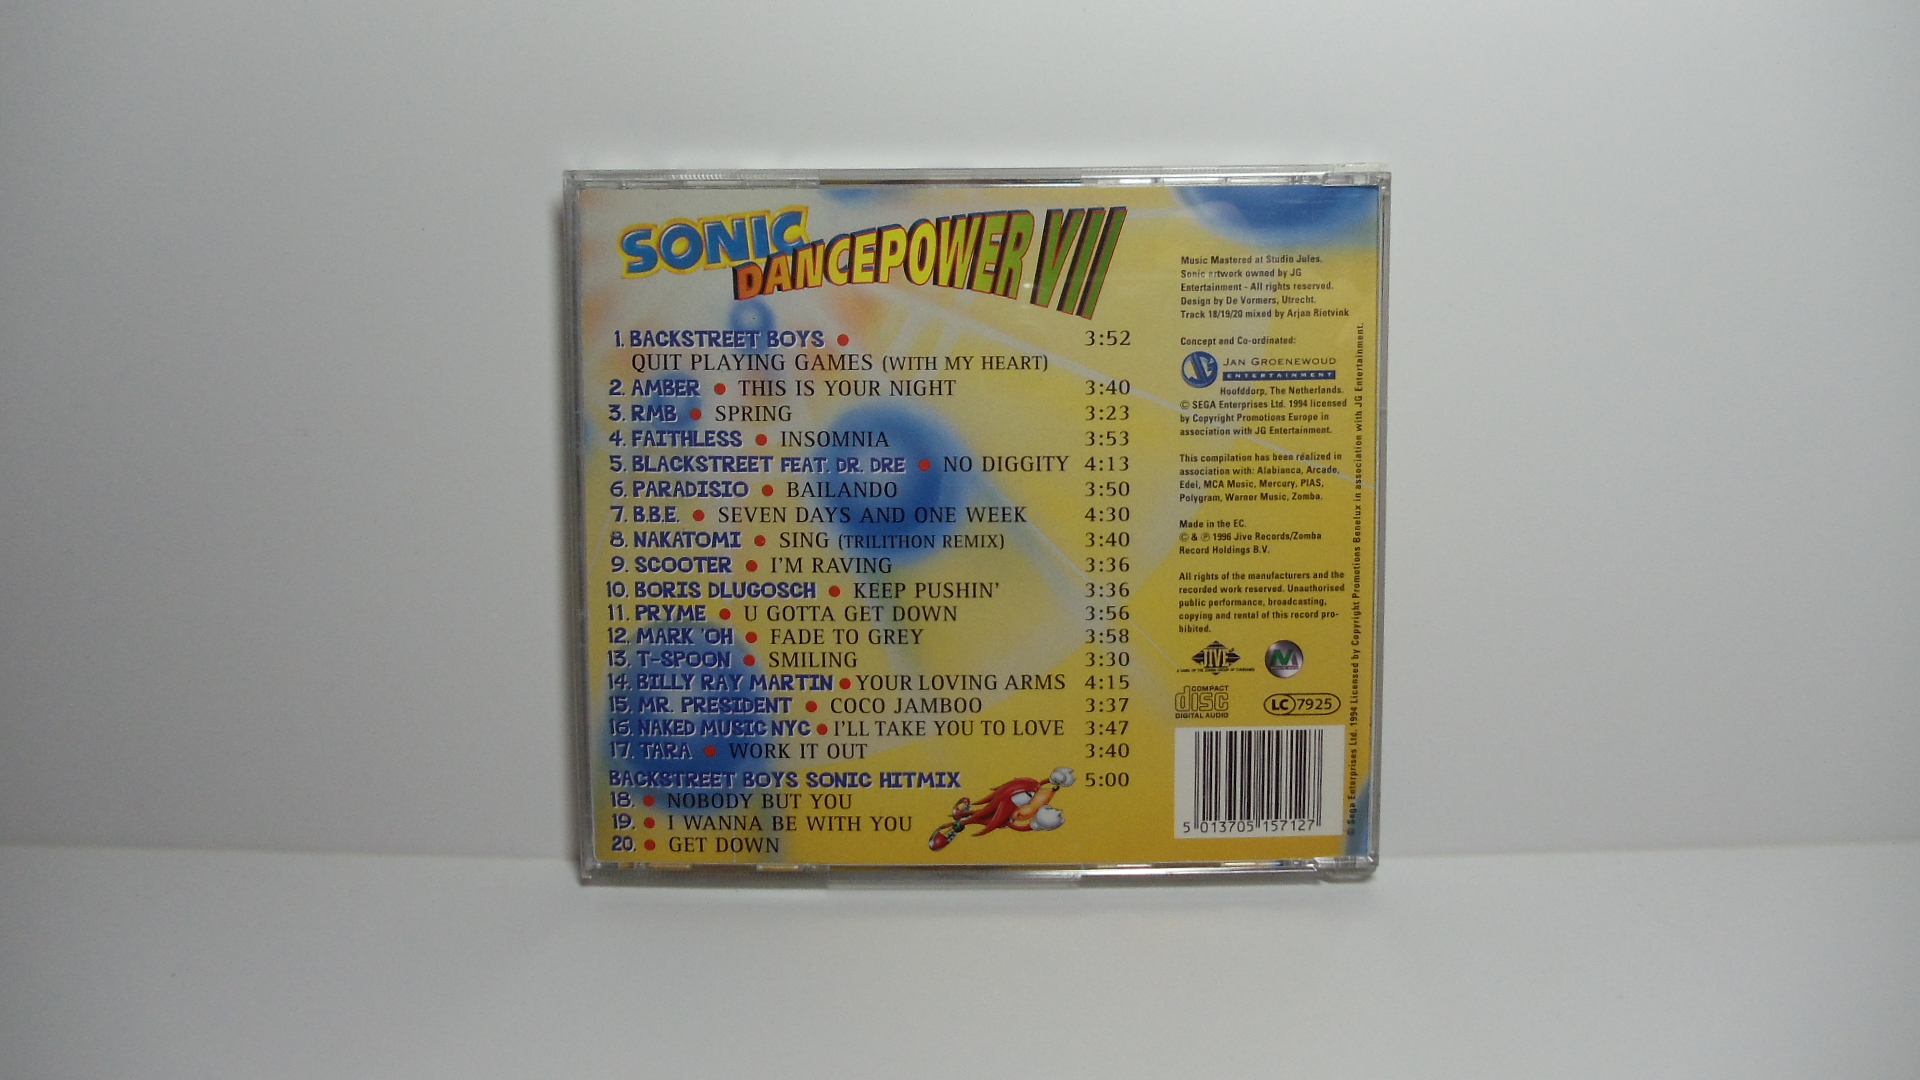 SONIC
DANCEPOWER VII
1. BACKSTREET BOYS • 3:52
QUIT PLAYING GAMES (WITH MY HEART)
2. AMBER • THIS IS YOUR NIGHT 3:40
3. RMB • SPRING 3:23
4. FAITHLESS • INSOMNIA 3:53
5. BLACKSTREET FEAT. DR. DRE • NO DIGGITY 4:13
6. PARADISIO • BAILANDO 3:50
7. B.B.E. • SEVEN DAYS AND ONE WEEK 4:30
8. NAKATOMI • SING (TRILITHON REMIX) 3:40
9. SCOOTER • I'M RAVING 3:36
10. BORIS DLUGOSCH • KEEP PUSHIN' 3:36
11. PRYME • U GOTTA GET DOWN 3:56
12. MARK 'OH • FADE TO GREY 3:58
13. T-SPOON • SMILING 3:30
14. BILLY RAY MARTIN • YOUR LOVING ARMS 4:15
15. MR. PRESIDENT • COCO JAMBOO 3:37
16. NAKED MUSIC NYC • I'LL TAKE YOU TO LOVE 3:47
17. TARA • WORK IT OUT 3:40
BACKSTREET BOYS SONIC HITMIX 5:00
18. • NOBODY BUT YOU
19. • I WANNA BE WITH YOU
20. • GET DOWN
Music Mastered at Studio Jules.
Sonic artwork owned by JG
Entertainment - All rights reserved.
Design by De Vormers, Utrecht.
Track 18/19/20 mixed by Arjan Rietvink
Concept and Co-ordinated:
JAN GROENEWOUD
ENTERTAINMENT
Hoofddorp, The Netherlands.
© SEGA Enterprises Ltd. 1994 licensed
by Copyright Promotions Europe in
association with JG Entertainment.
This compilation has been realized in
association with: Alabianca, Arcade,
Edel, MCA Music, Mercury, PIAS,
Polygram, Warner Music, Zomba.
Made in the EC.
© & ℗ 1996 Jive Records/Zomba
Record Holdings B.V.
All rights of the manufacturers and the
recorded work reserved. Unauthorised
public performance, broadcasting,
copying and rental of this record pro-
hibited.
JIVE
COMPACT
disc
DIGITAL AUDIO
LC 7925
5 013705 157127
© Sega Enterprises Ltd. 1994 Licensed by Copyright Promotions Benelux in association with JG Entertainment.